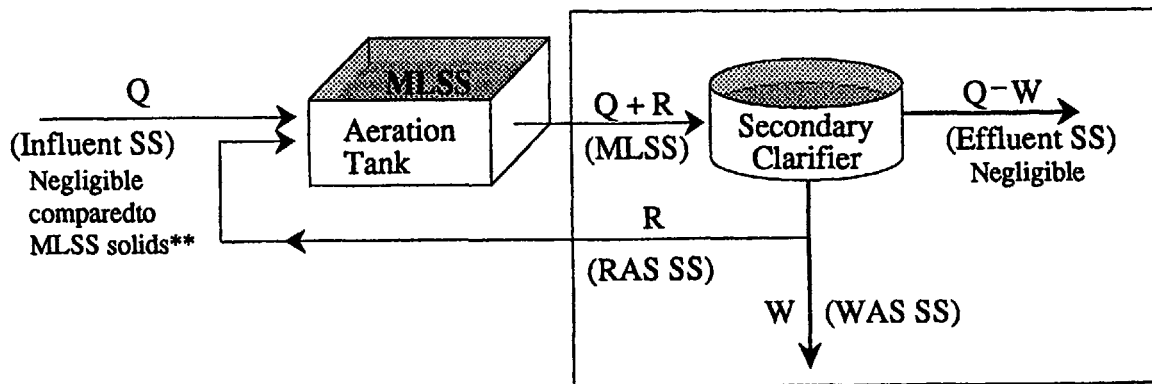 Q
(Influent SS)
Negligible
comparedto
MLSS solids**
MLSS
Aeration
Tank
Q + R
(MLSS)
Secondary
Clarifier
Q-W
(Effluent SS)
Negligible
R
(RAS SS)
W (WAS SS)